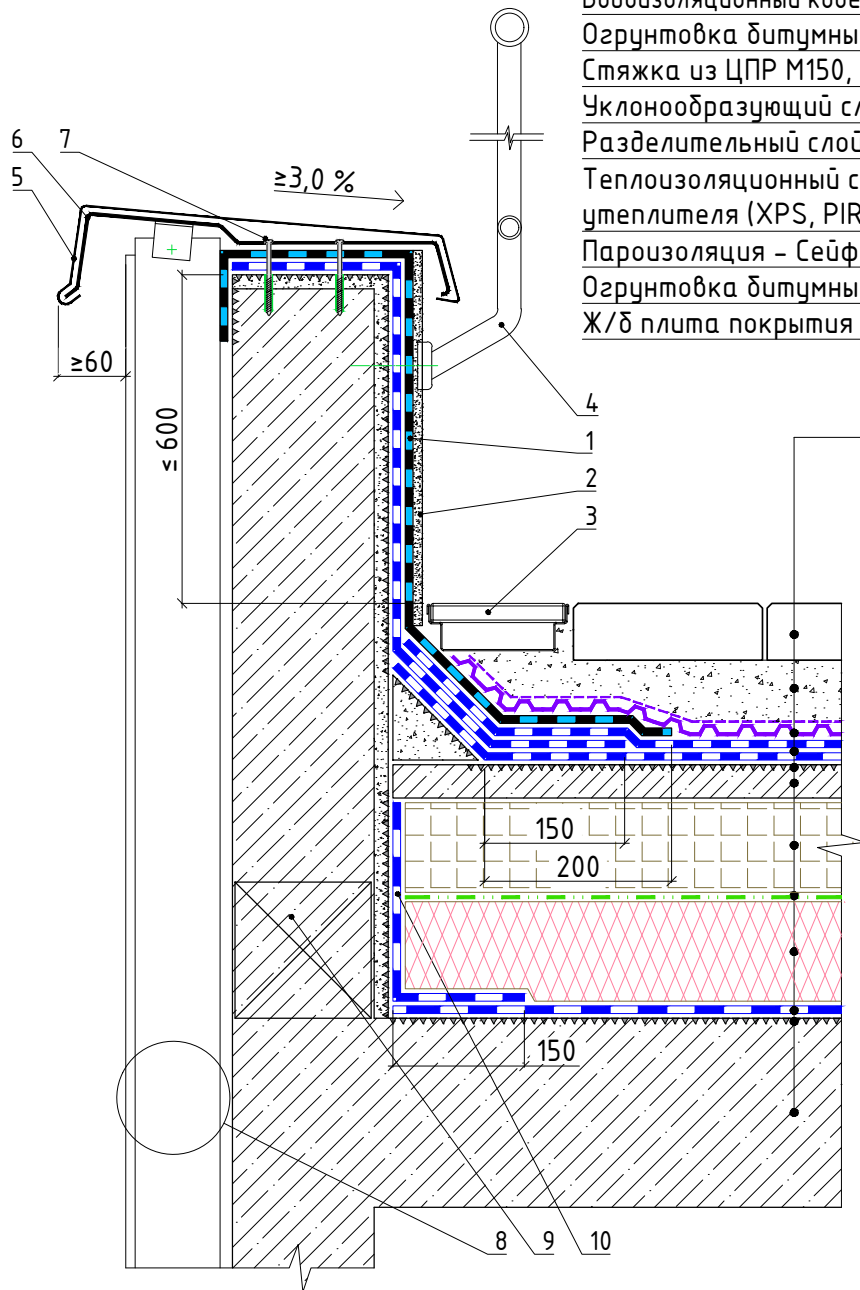 Огрунтовка битумны
Стяжка из ЦПР М150,
Уклонообразующий сл
Разделительный слой
Теплоизоляционный с
утеплителя (XPS, PIR
Пароизоляция – Сейф
Огрунтовка битумны
Ж/б плита покрытия
6 7
5
≥3,0 %
≥60
≤600
4
1
2
3
150
200
150
8 9 10